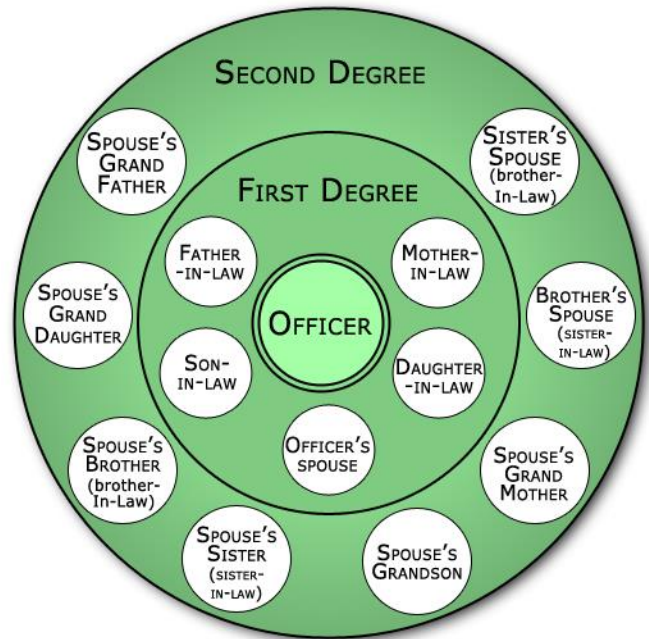 SECOND DEGREE
SPOUSE'S
GRAND
FATHER
SISTER'S
SPOUSE
(brother-
In-Law)
FIRST DEGREE
FATHER
-IN-LAW
MOTHER-
IN-LAW
SPOUSE'S
GRAND
DAUGHTER
OFFICER
BROTHER'S
SPOUSE
(SISTER-
IN-LAW)
SON-
IN-LAW
DAUGHTER
-IN-LAW
OFFICER'S
SPOUSE
SPOUSE'S
BROTHER
(brother-
In-Law)
SPOUSE'S
GRAND
MOTHER
SPOUSE'S
SISTER
(SISTER-
IN-LAW)
SPOUSE'S
GRANDSON